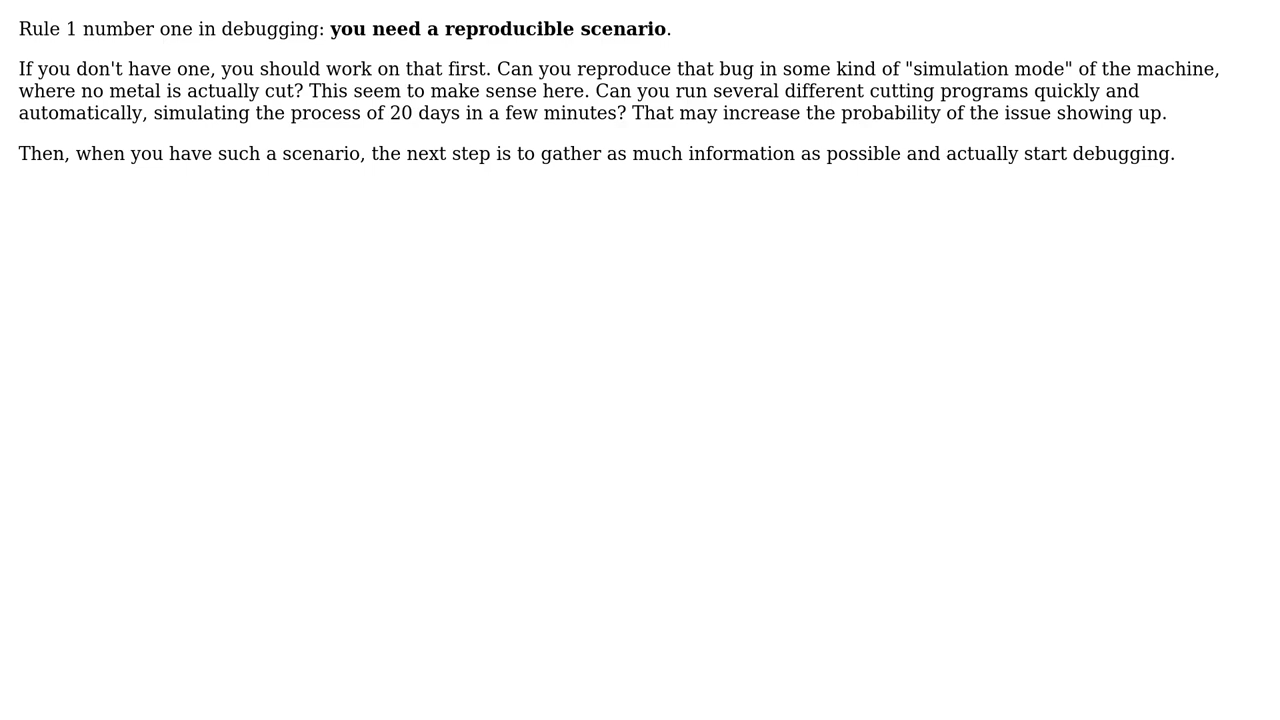 Rule 1 number one in debugging: you need a reproducible scenario.
If you don't have one, you should work on that first. Can you reproduce that bug in some kind of "simulation mode" of the machine,
where no metal is actually cut? This seem to make sense here. Can you run several different cutting programs quickly and
automatically, simulating the process of 20 days in a few minutes? That may increase the probability of the issue showing up.
Then, when you have such a scenario, the next step is to gather as much information as possible and actually start debugging.